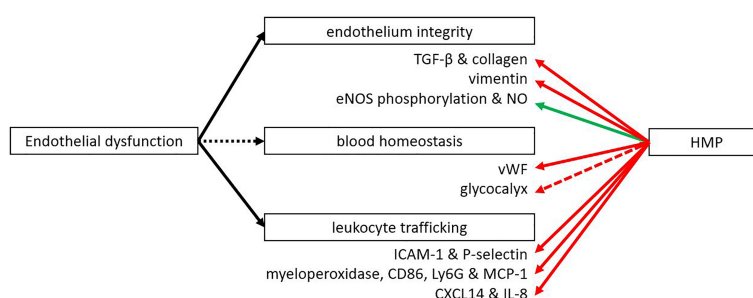 endothelium integrity
TGF-β & collagen
vimentin
eNOS phosphorylation & NO
Endothelial dysfunction
blood homeostasis
HMP
vWF
glycocalyx
leukocyte trafficking
ICAM-1 & P-selectin
myeloperoxidase, CD86, Ly6G & MCP-1
CXCL14 & IL-8